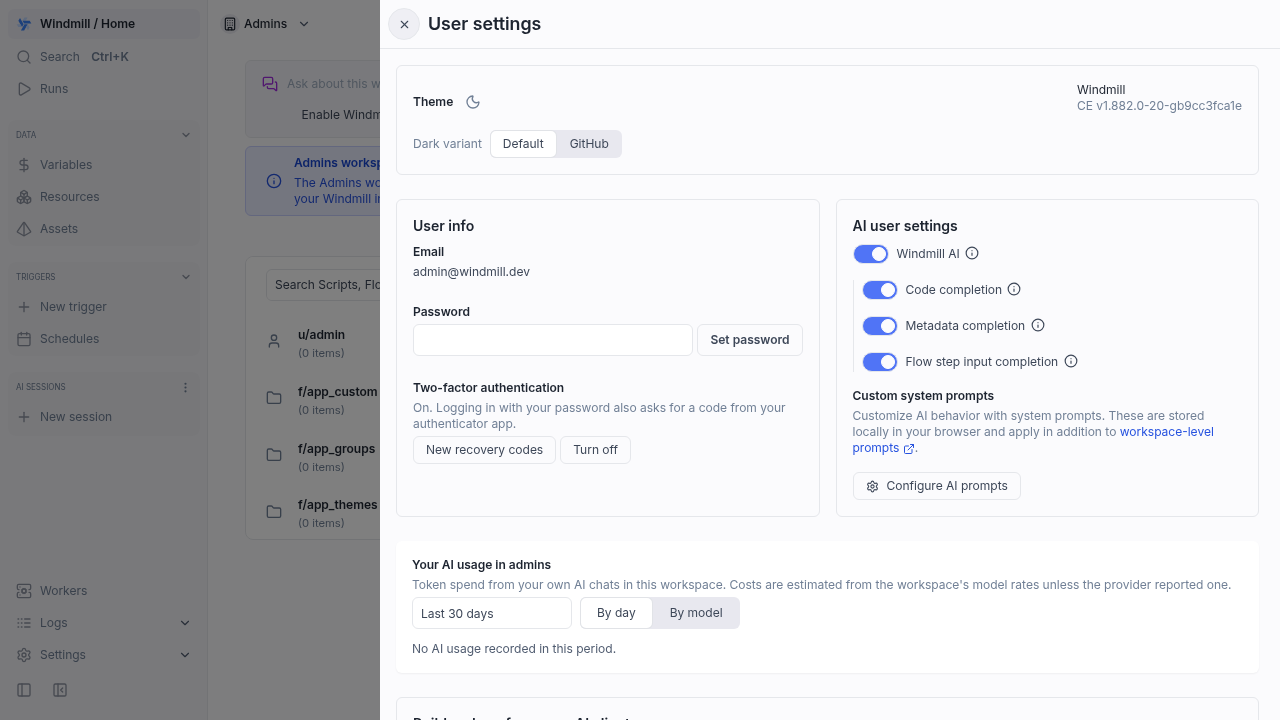 Windmill / Home
Search Ctrl+K
Runs
DATA
Variables
Resources
Assets
TRIGGERS
New trigger
Schedules
AI SESSIONS
New session
Workers
Logs
Settings
Admins
Ask about this w
Enable Windm
Admins worksp
The Admins wo
your Windmill in
Search Scripts, Flo
u/admin
(0 items)
f/app_custom
(0 items)
f/app_groups
(0 items)
f/app_themes
(0 items)
User settings
Theme
Windmill
CE v1.882.0-20-gb9cc3fca1e
Dark variant Default GitHub
User info
Email
admin@windmill.dev
Password
Set password
Two-factor authentication
On. Logging in with your password also asks for a code from your
authenticator app.
New recovery codes Turn off
AI user settings
Windmill AI
Code completion
Metadata completion
Flow step input completion
Custom system prompts
Customize AI behavior with system prompts. These are stored
locally in your browser and apply in addition to workspace-level
prompts .
Configure AI prompts
Your AI usage in admins
Token spend from your own AI chats in this workspace. Costs are estimated from the workspace's model rates unless the provider reported one.
Last 30 days By day By model
No AI usage recorded in this period.